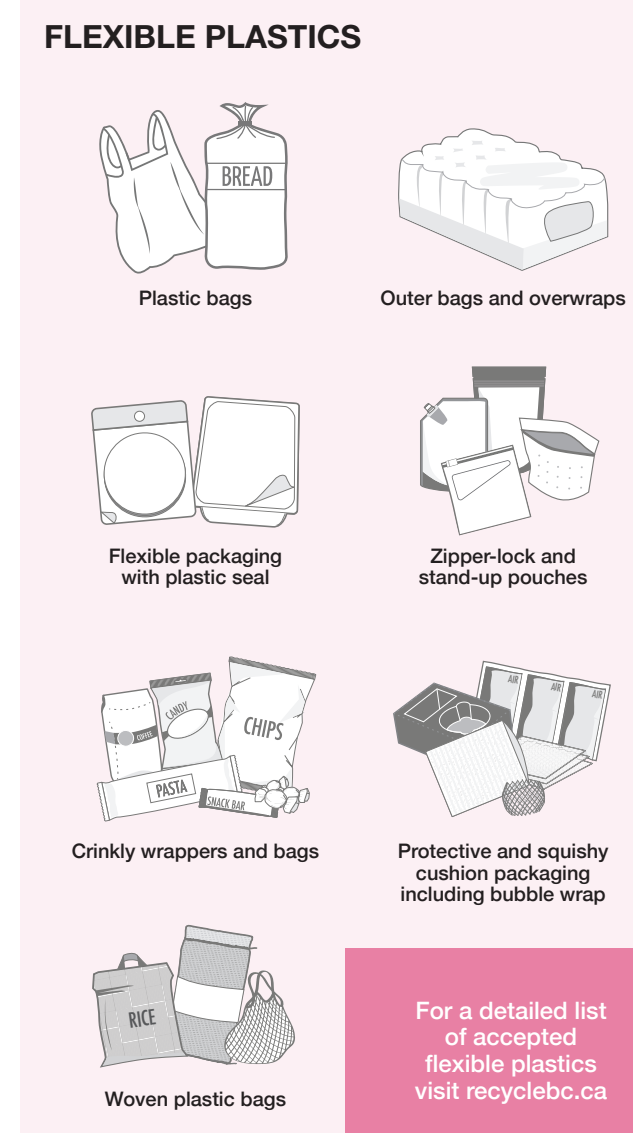 FLEXIBLE PLASTICS
BREAD
Plastic bags
Outer bags and overwraps
Flexible packaging
with plastic seal
Zipper-lock and
stand-up pouches
COFFEE
CANDY
CHIPS
PASTA
SNACK BAR
Crinkly wrappers and bags
AIR
AIR
AIR
Protective and squishy
cushion packaging
including bubble wrap
RICE
Woven plastic bags
For a detailed list
of accepted
flexible plastics
visit recyclebc.ca